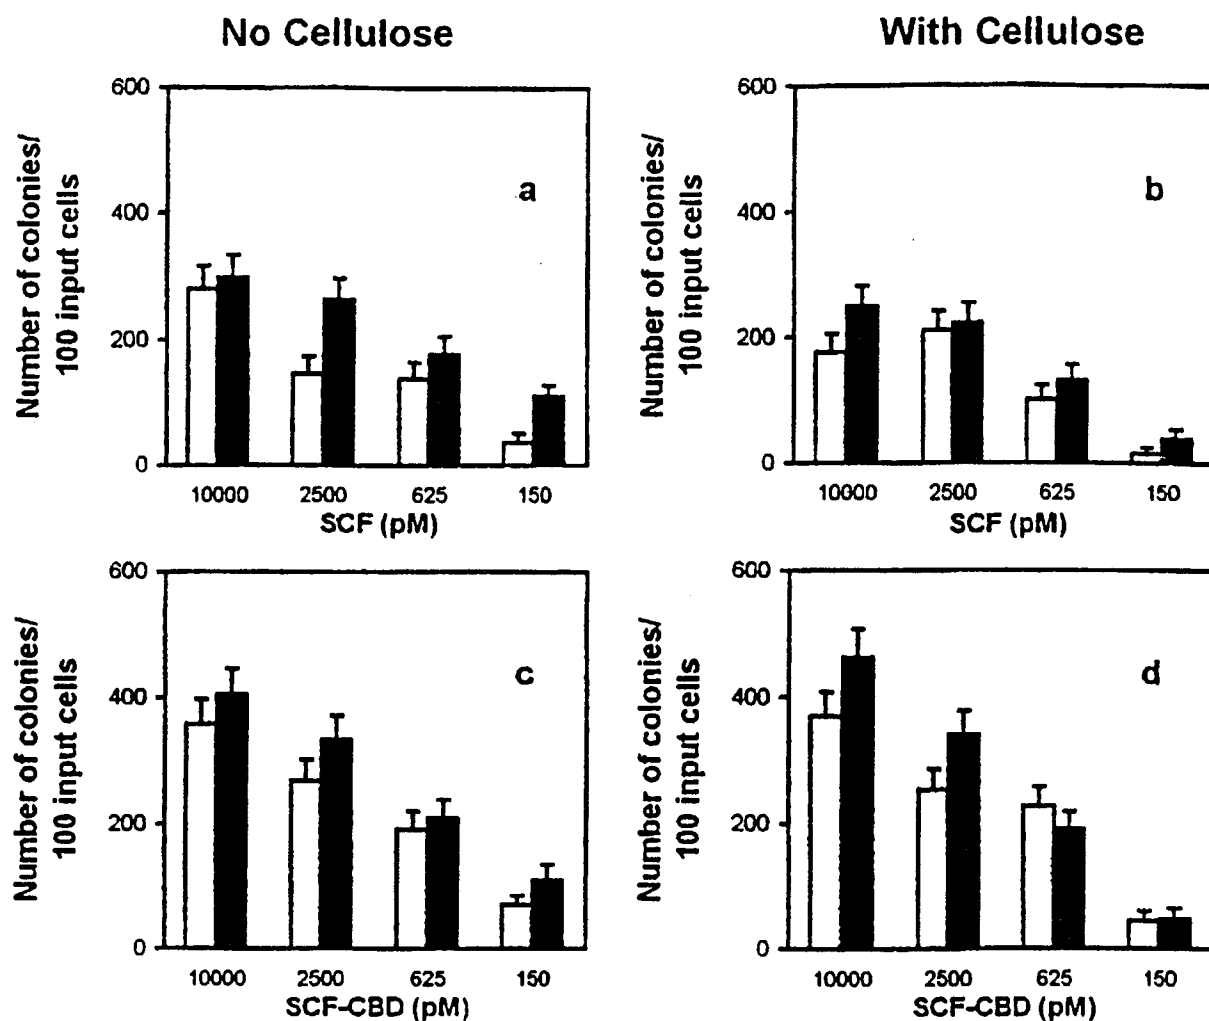 No Cellulose
With Cellulose
Number of colonies/
100 input cells
600
400
200
0
a
10000 2500 625 150
SCF (pM)
Number of colonies/
100 input cells
600
400
200
0
b
10000 2500 625 150
SCF (pM)
Number of colonies/
100 input cells
600
400
200
0
c
10000 2500 625 150
SCF-CBD (pM)
Number of colonies/
100 input cells
600
400
200
0
d
10000 2500 625 150
SCF-CBD (pM)